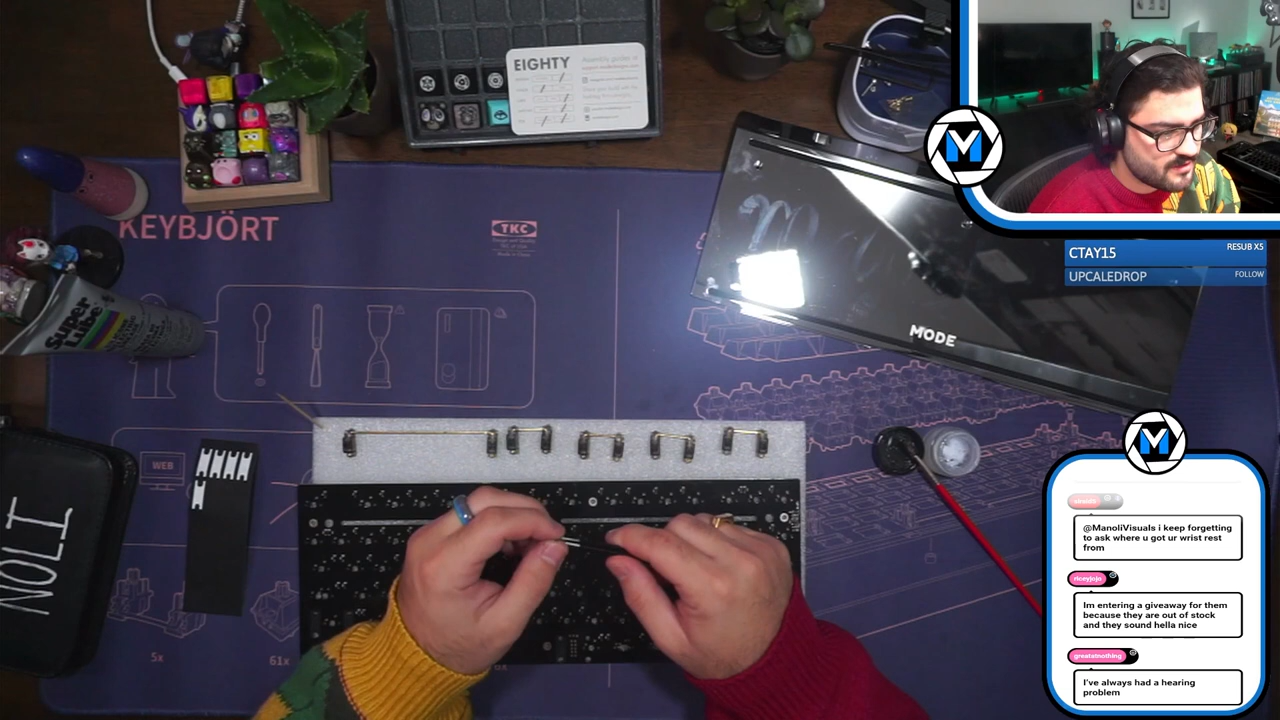 EIGHTY
KEYBJÖRT
TKC
Super
Lube
MODE
WEB
NOLI
5x
61x
M
CTAY15
RESUB X5
UPCALEDROP
FOLLOW
M
@ManoliVisuals i keep forgetting
to ask where u got ur wrist rest
from
riceyjojo
Im entering a giveaway for them
because they are out of stock
and they sound hella nice
greatatnothing
I've always had a hearing
problem